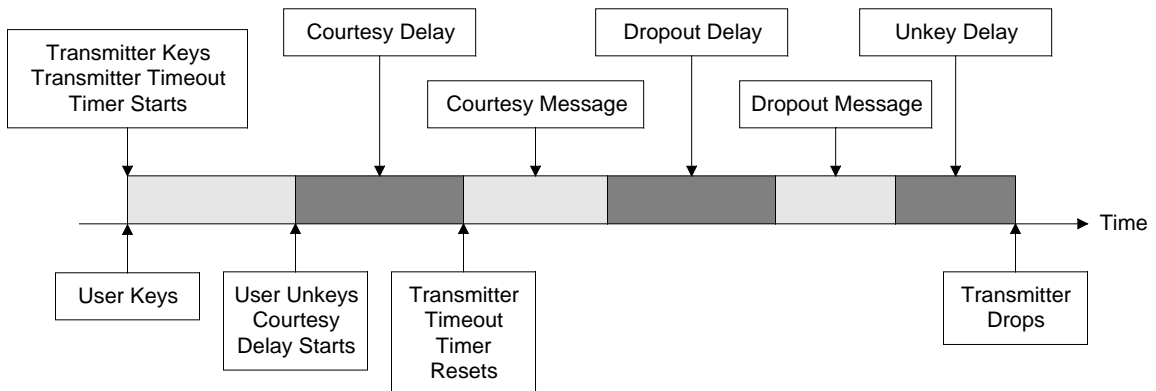 Courtesy Delay
Dropout Delay
Unkey Delay
Transmitter Keys
Transmitter Timeout
Timer Starts
Courtesy Message
Dropout Message
Time
User Keys
User Unkeys
Courtesy
Delay Starts
Transmitter
Timeout
Timer
Resets
Transmitter
Drops